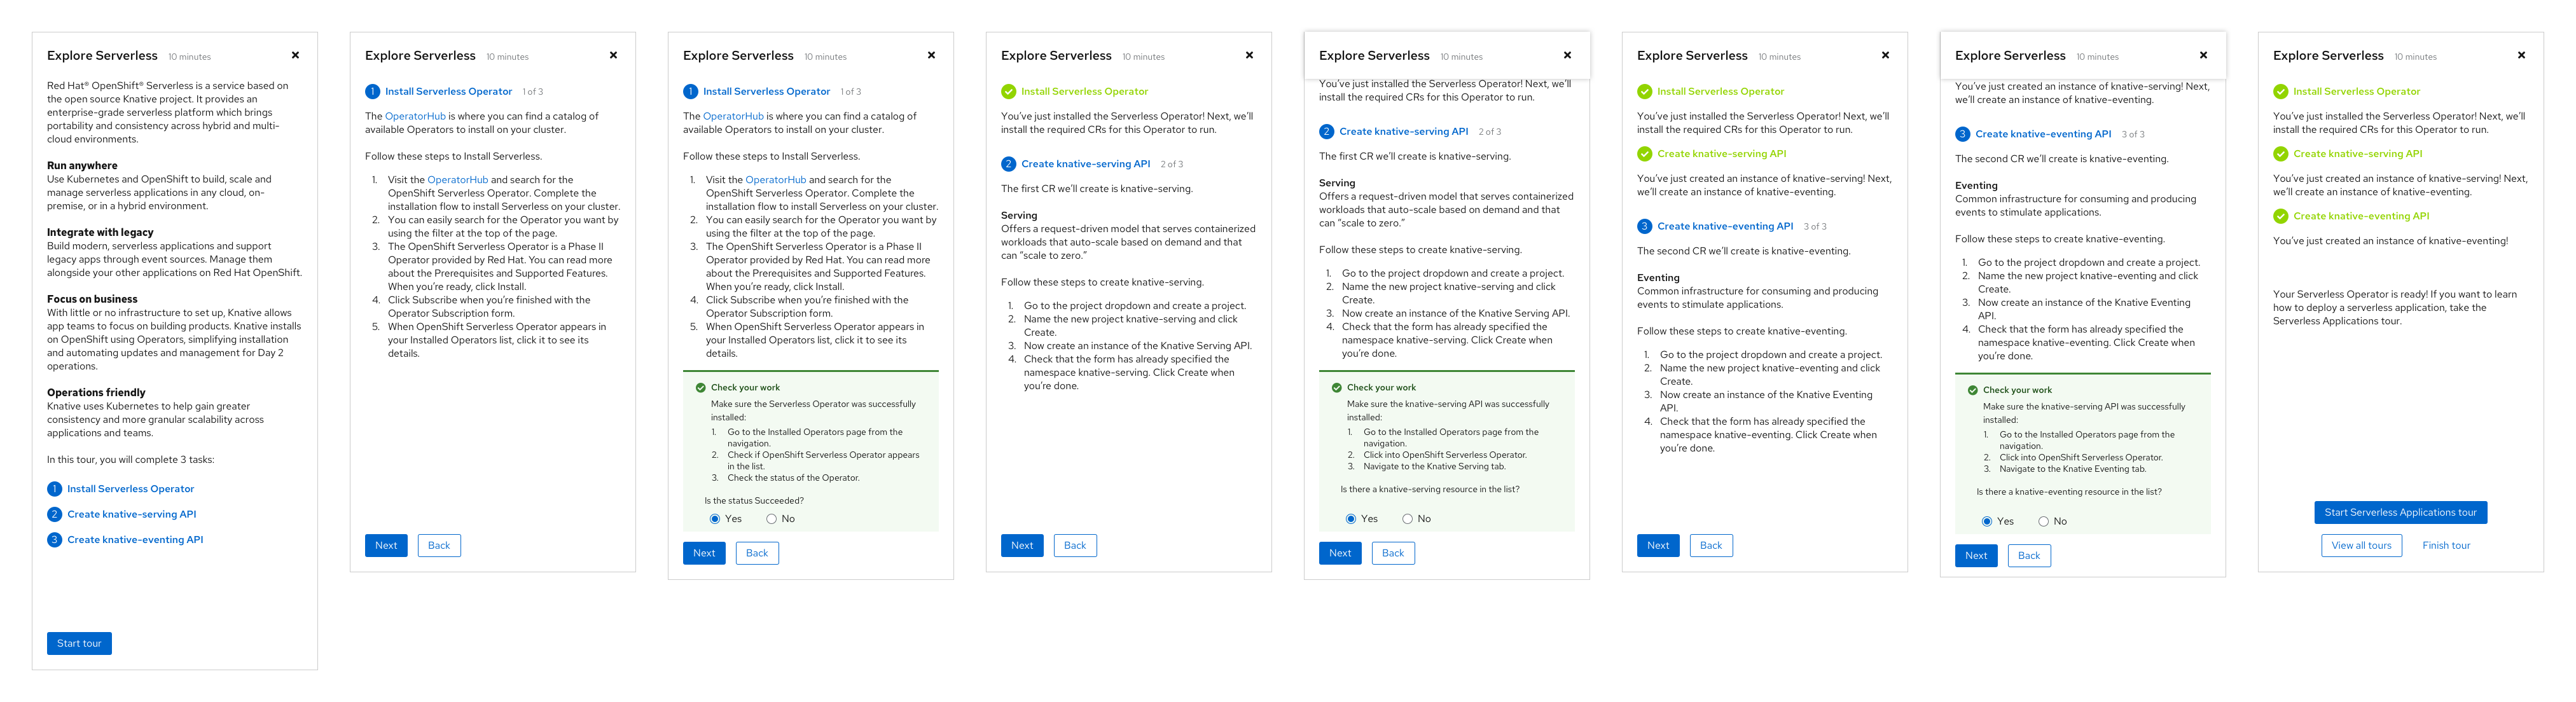 Explore Serverless 10 minutes
Red Hat® OpenShift® Serverless is a service based on
the open source Knative project. It provides an
enterprise-grade serverless platform which brings
portability and consistency across hybrid and multi-
cloud environments.
Run anywhere
Use Kubernetes and OpenShift to build, scale and
manage serverless applications in any cloud, on-
premise, or in a hybrid environment.
Integrate with legacy
Build modern, serverless applications and support
legacy apps through event sources. Manage them
alongside your other applications on Red Hat OpenShift.
Focus on business
With little or no infrastructure to set up, Knative allows
app teams to focus on building products. Knative installs
on OpenShift using Operators, simplifying installation
and automating updates and management for Day 2
operations.
Operations friendly
Knative uses Kubernetes to help gain greater
consistency and more granular scalability across
applications and teams.
In this tour, you will complete 3 tasks:
1 Install Serverless Operator
2 Create knative-serving API
3 Create knative-eventing API
Start tour
Explore Serverless 10 minutes
1 Install Serverless Operator 1 of 3
The OperatorHub is where you can find a catalog of
available Operators to install on your cluster.
Follow these steps to Install Serverless.
1. Visit the OperatorHub and search for the
OpenShift Serverless Operator. Complete the
installation flow to install Serverless on your cluster.
2. You can easily search for the Operator you want by
using the filter at the top of the page.
3. The OpenShift Serverless Operator is a Phase II
Operator provided by Red Hat. You can read more
about the Prerequisites and Supported Features.
When you're ready, click Install.
4. Click Subscribe when you're finished with the
Operator Subscription form.
5. When OpenShift Serverless Operator appears in
your Installed Operators list, click it to see its
details.
Next Back
Explore Serverless 10 minutes
1 Install Serverless Operator 1 of 3
The OperatorHub is where you can find a catalog of
available Operators to install on your cluster.
Follow these steps to Install Serverless.
1. Visit the OperatorHub and search for the
OpenShift Serverless Operator. Complete the
installation flow to install Serverless on your cluster.
2. You can easily search for the Operator you want by
using the filter at the top of the page.
3. The OpenShift Serverless Operator is a Phase II
Operator provided by Red Hat. You can read more
about the Prerequisites and Supported Features.
When you're ready, click Install.
4. Click Subscribe when you're finished with the
Operator Subscription form.
5. When OpenShift Serverless Operator appears in
your Installed Operators list, click it to see its
details.
Check your work
Make sure the Serverless Operator was successfully
installed:
1. Go to the Installed Operators page from the
navigation.
2. Check if OpenShift Serverless Operator appears
in the list.
3. Check the status of the Operator.
Is the status Succeeded?
Yes No
Next Back
Explore Serverless 10 minutes
Install Serverless Operator
You've just installed the Serverless Operator! Next, we'll
install the required CRs for this Operator to run.
2 Create knative-serving API 2 of 3
The first CR we'll create is knative-serving.
Serving
Offers a request-driven model that serves containerized
workloads that auto-scale based on demand and that
can "scale to zero."
Follow these steps to create knative-serving.
1. Go to the project dropdown and create a project.
2. Name the new project knative-serving and click
Create.
3. Now create an instance of the Knative Serving API.
4. Check that the form has already specified the
namespace knative-serving. Click Create when
you're done.
Next Back
Explore Serverless 10 minutes
You've just installed the Serverless Operator! Next, we'll
install the required CRs for this Operator to run.
2 Create knative-serving API 2 of 3
The first CR we'll create is knative-serving.
Serving
Offers a request-driven model that serves containerized
workloads that auto-scale based on demand and that
can "scale to zero."
Follow these steps to create knative-serving.
1. Go to the project dropdown and create a project.
2. Name the new project knative-serving and click
Create.
3. Now create an instance of the Knative Serving API.
4. Check that the form has already specified the
namespace knative-serving. Click Create when
you're done.
Check your work
Make sure the knative-serving API was successfully
installed:
1. Go to the Installed Operators page from the
navigation.
2. Click into OpenShift Serverless Operator.
3. Navigate to the Knative Serving tab.
Is there a knative-serving resource in the list?
Yes No
Next Back
Explore Serverless 10 minutes
Install Serverless Operator
You've just installed the Serverless Operator! Next, we'll
install the required CRs for this Operator to run.
Create knative-serving API
You've just created an instance of knative-serving! Next,
we'll create an instance of knative-eventing.
3 Create knative-eventing API 3 of 3
The second CR we'll create is knative-eventing.
Eventing
Common infrastructure for consuming and producing
events to stimulate applications.
Follow these steps to create knative-eventing.
1. Go to the project dropdown and create a project.
2. Name the new project knative-eventing and click
Create.
3. Now create an instance of the Knative Eventing
API.
4. Check that the form has already specified the
namespace knative-eventing. Click Create when
you're done.
Next Back
Explore Serverless 10 minutes
You've just created an instance of knative-serving! Next,
we'll create an instance of knative-eventing.
3 Create knative-eventing API 3 of 3
The second CR we'll create is knative-eventing.
Eventing
Common infrastructure for consuming and producing
events to stimulate applications.
Follow these steps to create knative-eventing.
1. Go to the project dropdown and create a project.
2. Name the new project knative-eventing and click
Create.
3. Now create an instance of the Knative Eventing
API.
4. Check that the form has already specified the
namespace knative-eventing. Click Create when
you're done.
Check your work
Make sure the knative-serving API was successfully
installed:
1. Go to the Installed Operators page from the
navigation.
2. Click into OpenShift Serverless Operator.
3. Navigate to the Knative Eventing tab.
Is there a knative-eventing resource in the list?
Yes No
Next Back
Explore Serverless 10 minutes
Install Serverless Operator
You've just installed the Serverless Operator! Next, we'll
install the required CRs for this Operator to run.
Create knative-serving API
You've just created an instance of knative-serving! Next,
we'll create an instance of knative-eventing.
Create knative-eventing API
You've just created an instance of knative-eventing!
Your Serverless Operator is ready! If you want to learn
how to deploy a serverless application, take the
Serverless Applications tour.
Start Serverless Applications tour
View all tours Finish tour